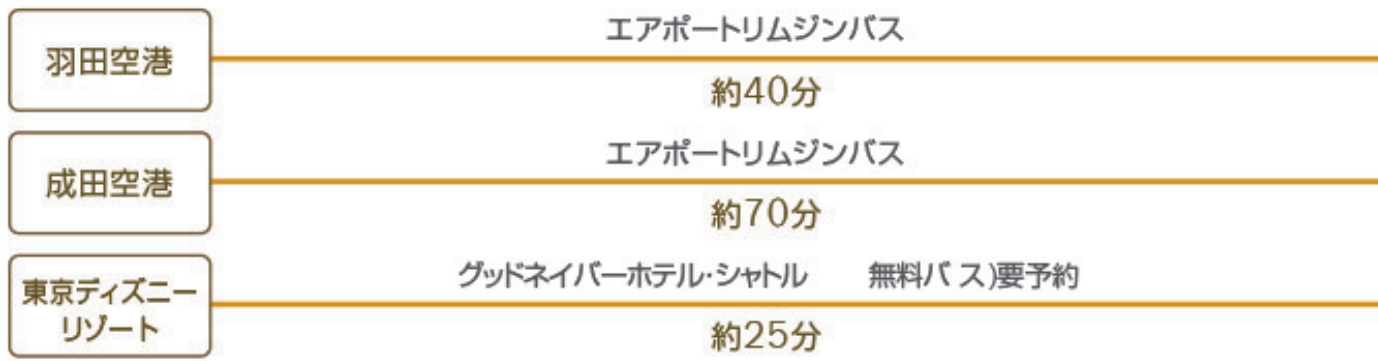 羽田空港
エアポートリムジンバス
約40分
成田空港
エアポートリムジンバス
約70分
東京ディズニー
リゾート
グッドネイバーホテル・シャトル　　無料バス)要予約
約25分